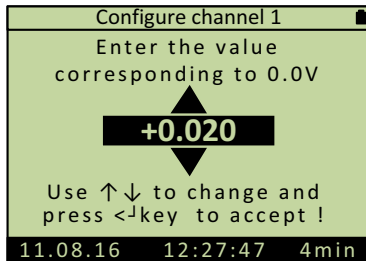 Configure channel 1
Enter the value
corresponding to 0.0V
+0.020
Use ↑↓ to change and
press <┘key to accept !
11.08.16 12:27:47 4min